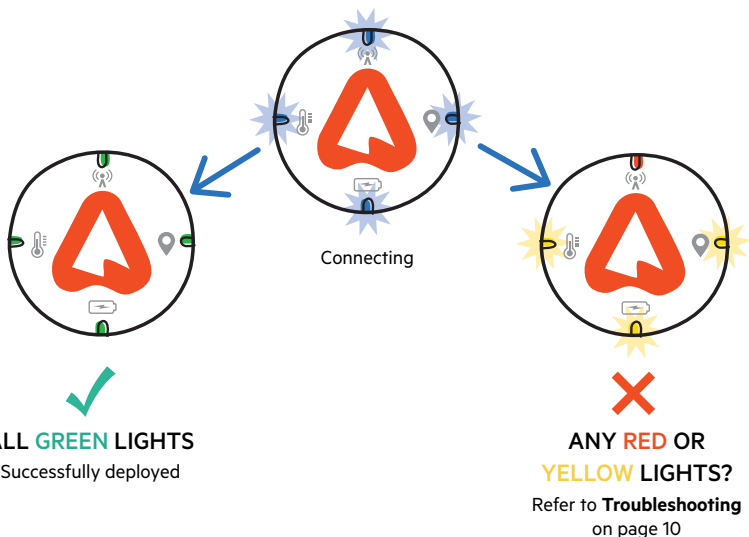 Connecting
ALL GREEN LIGHTS
Successfully deployed
ANY RED OR
YELLOW LIGHTS?
Refer to Troubleshooting
on page 10